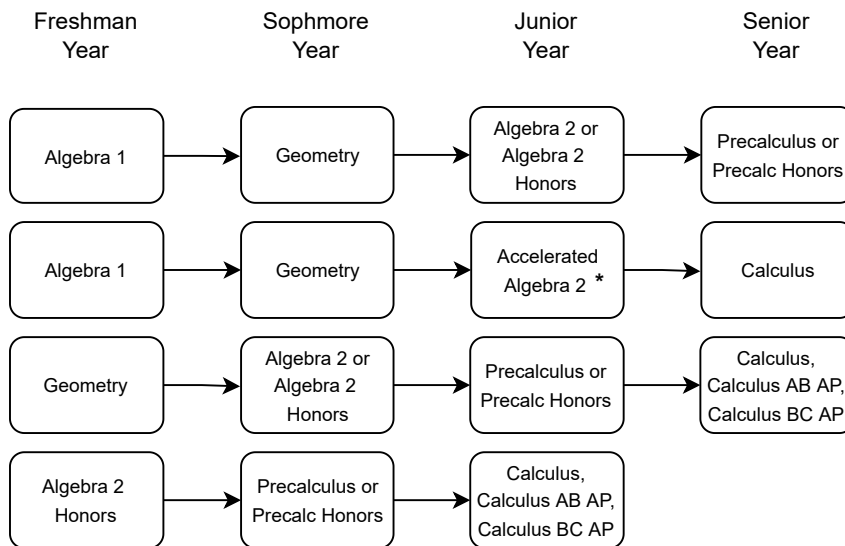 Freshman
Year
Sophmore
Year
Junior
Year
Senior
Year
Algebra 1
Geometry
Algebra 2 or
Algebra 2
Honors
Precalculus or
Precalc Honors
Algebra 1
Geometry
Accelerated
Algebra 2 *
Calculus
Geometry
Algebra 2 or
Algebra 2
Honors
Precalculus or
Precalc Honors
Calculus,
Calculus AB AP,
Calculus BC AP
Algebra 2
Honors
Precalculus or
Precalc Honors
Calculus,
Calculus AB AP,
Calculus BC AP